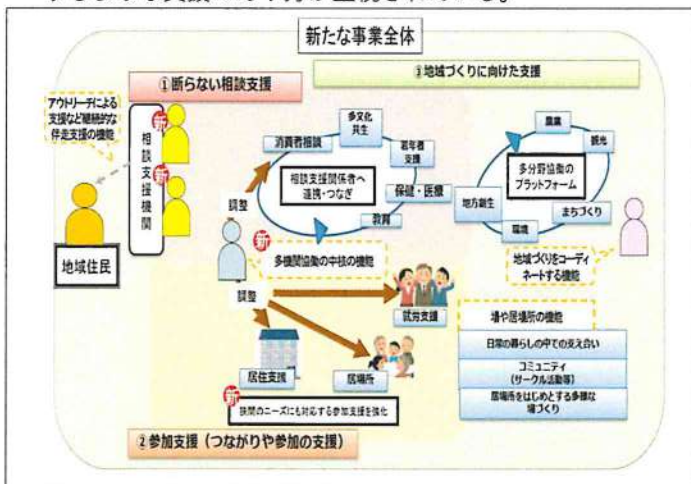 新たな事業全体
①断らない相談支援
③地域づくりに向けた支援
アウトリーチによる
支援など継続的な
伴走支援の機能
新
新
相談支援機関
地域住民
多文化
共生
消費者相談
若年者
支援
相談支援関係者へ
連携・つなぎ
保健・医療
教育
調整
新
多機関協働の中核の機能
調整
農業
観光
多分野協働の
プラットフォーム
地方創生
まちづくり
環境
地域づくりをコーディ
ネートする機能
就労支援
居住支援
居場所
新
狭間のニーズにも対応する参加支援を強化
②参加支援(つながりや参加の支援)
場や居場所の機能
日常の暮らしの中での支え合い
コミュニティ
(サークル活動等)
居場所をはじめとする多様な
場づくり